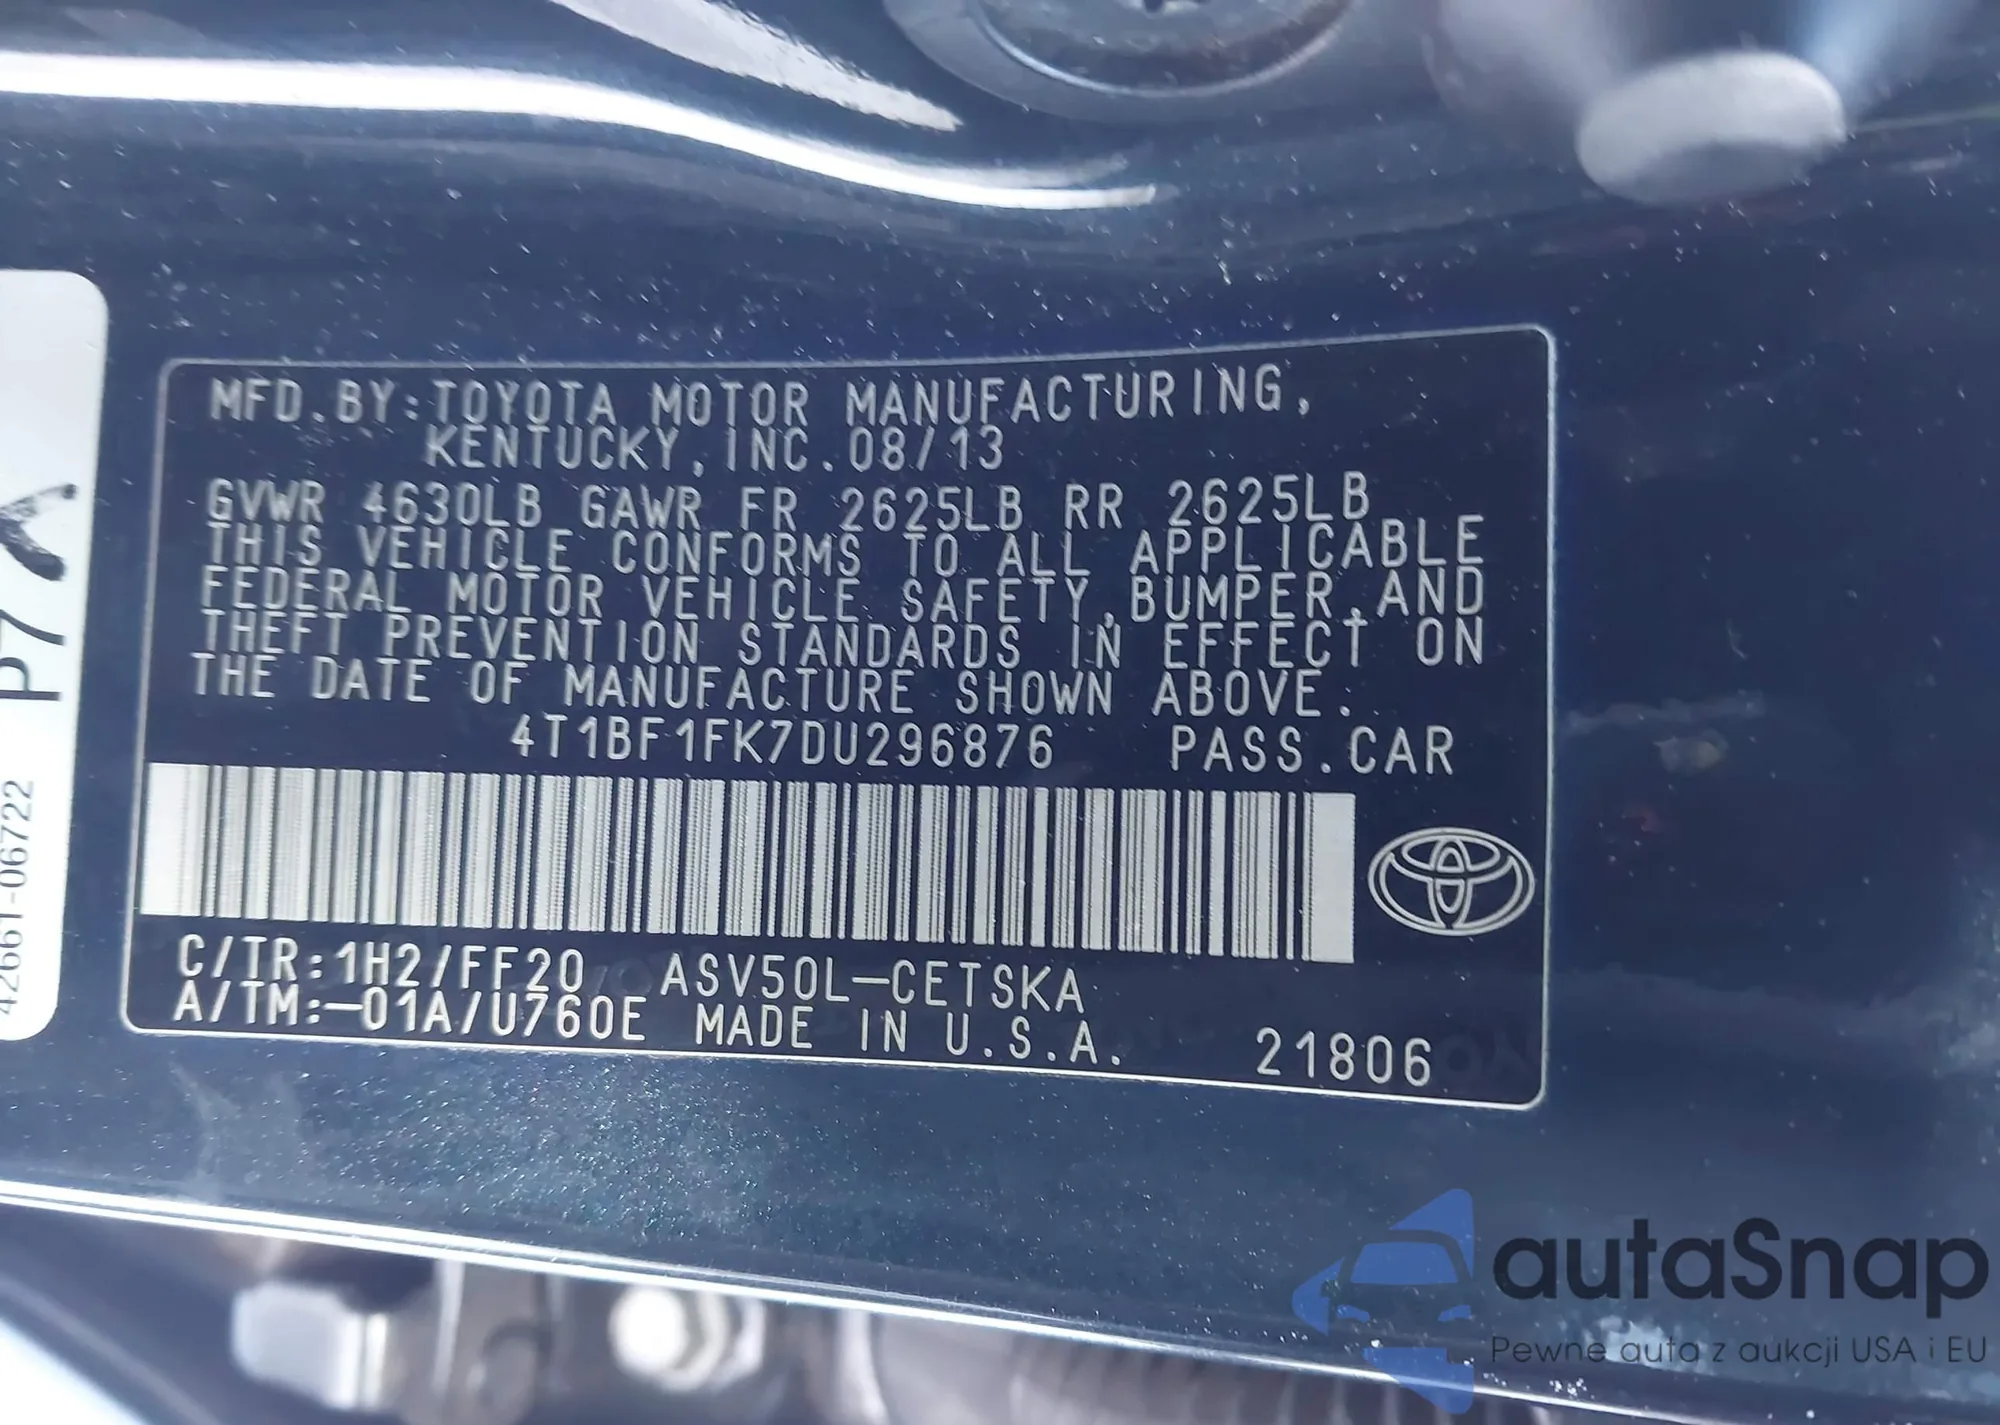 MFD.BY:TOYOTA MOTOR MANUFACTURING,
KENTUCKY,INC.08/13
GVWR 4630LB GAWR FR 2625LB RR 2625LB
THIS VEHICLE CONFORMS TO ALL APPLICABLE
FEDERAL MOTOR VEHICLE SAFETY,BUMPER,AND
THEFT PREVENTION STANDARDS IN EFFECT ON
THE DATE OF MANUFACTURE SHOWN ABOVE.
4T1BF1FK7DU296876 PASS.CAR
C/TR:1H2/FF20 ASV50L-CETSKA
A/TM:-01A/U760E MADE IN U.S.A. 21806
42661-06722
autaSnap
Pewne auta z aukcji USA i EU